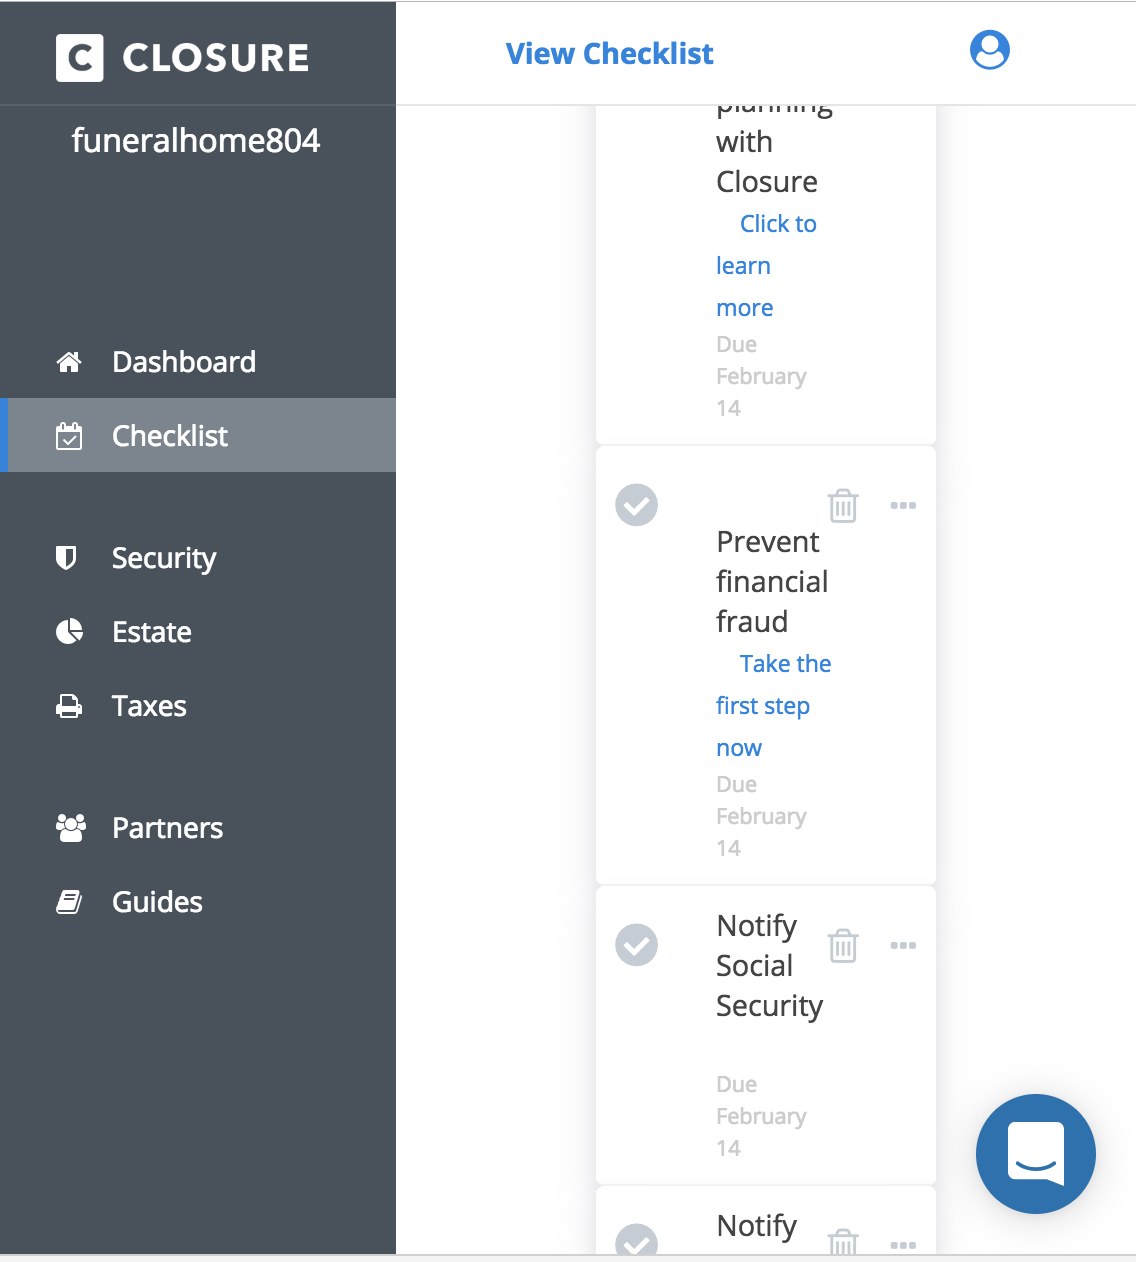 C CLOSURE
funeralhome804
Dashboard
Checklist
Security
Estate
Taxes
Partners
Guides
View Checklist
planning
with
Closure
Click to
learn
more
Due
February
14
Prevent
financial
fraud
Take the
first step
now
Due
February
14
Notify
Social
Security
Due
February
14
Notify